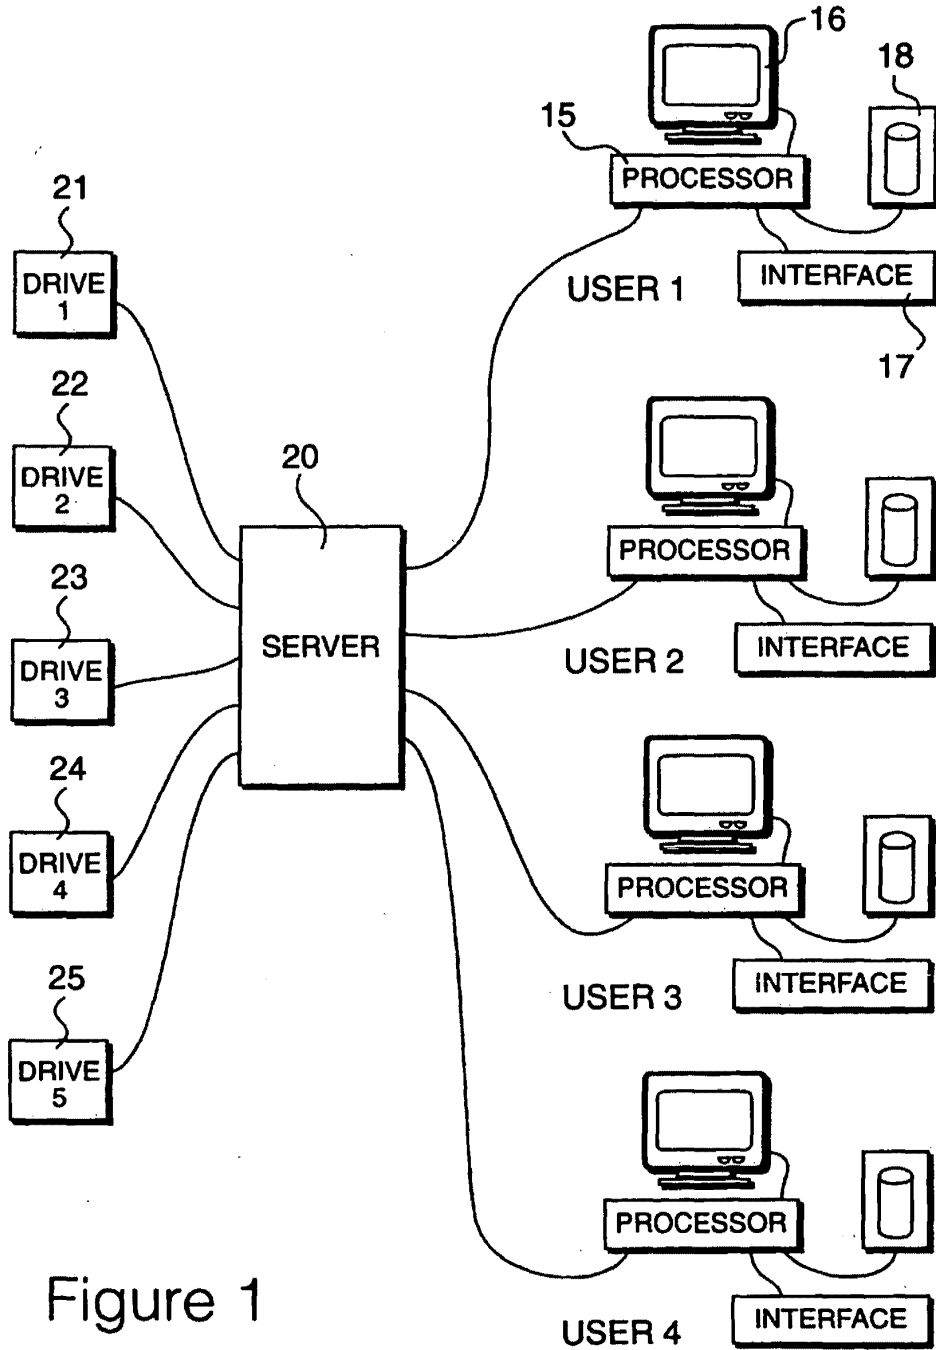 16
18
15
PROCESSOR
21
DRIVE
1
USER 1
INTERFACE
17
22
DRIVE
2
20
PROCESSOR
23
DRIVE
3
SERVER
USER 2
INTERFACE
24
DRIVE
4
PROCESSOR
25
DRIVE
5
USER 3
INTERFACE
PROCESSOR
Figure 1
USER 4
INTERFACE